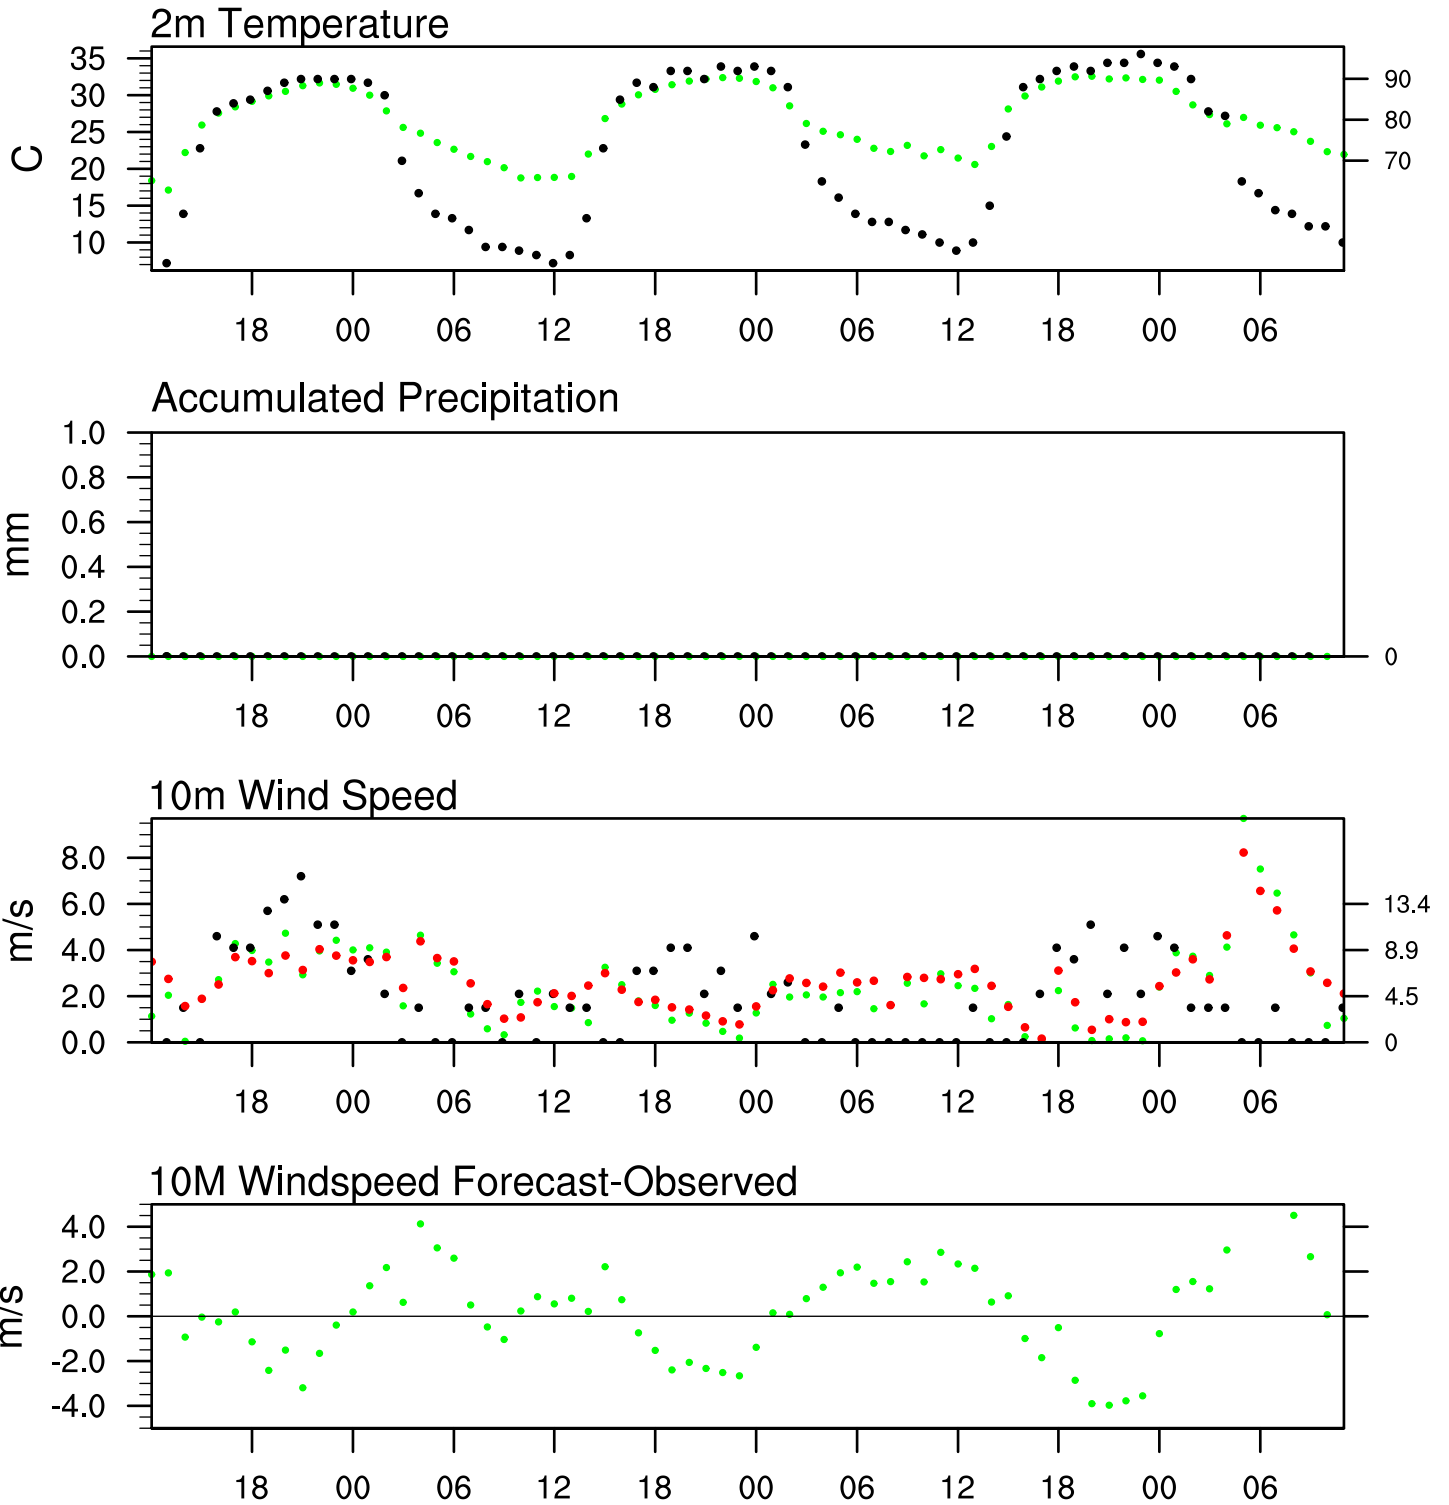 2m Temperature
35
30
25
20
15
10
C
90
80
70
18 00 06 12 18 00 06 12 18 00 06
Accumulated Precipitation
1.0
0.8
0.6
0.4
0.2
0.0
mm
0
18 00 06 12 18 00 06 12 18 00 06
10m Wind Speed
8.0
6.0
4.0
2.0
0.0
m/s
13.4
8.9
4.5
0
18 00 06 12 18 00 06 12 18 00 06
10M Windspeed Forecast-Observed
4.0
2.0
0.0
-2.0
-4.0
m/s
18 00 06 12 18 00 06 12 18 00 06